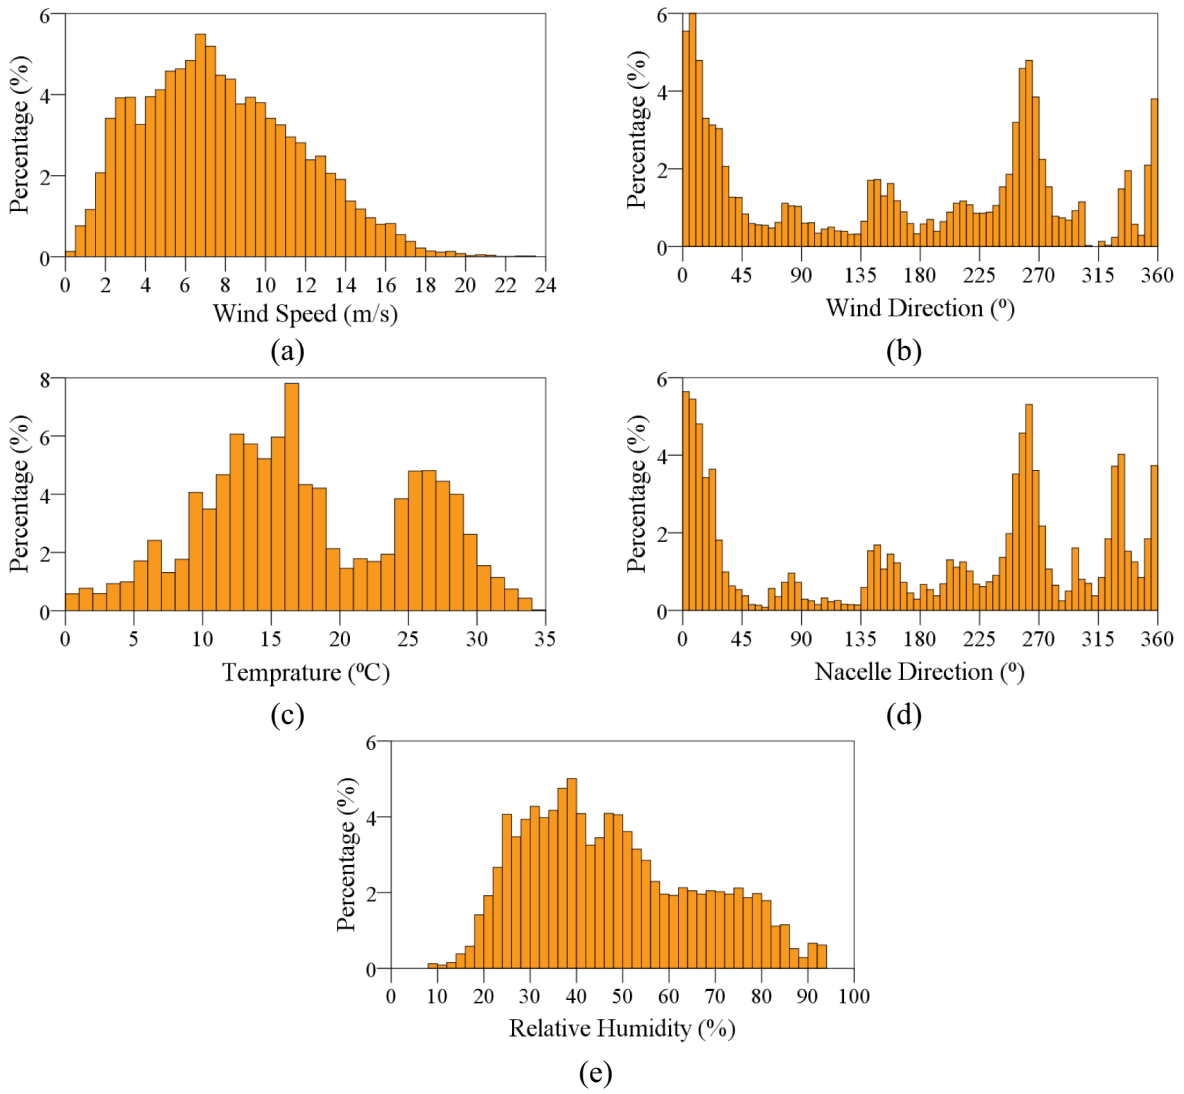 6
4
2
0
Percentage (%)
0 2 4 6 8 10 12 14 16 18 20 22 24
Wind Speed (m/s)
(a)
6
4
2
0
Percentage (%)
0 45 90 135 180 225 270 315 360
Wind Direction (º)
(b)
8
6
4
2
0
Percentage (%)
0 5 10 15 20 25 30 35
Temprature (ºC)
(c)
6
4
2
0
Percentage (%)
0 45 90 135 180 225 270 315 360
Nacelle Direction (º)
(d)
6
4
2
0
Percentage (%)
0 10 20 30 40 50 60 70 80 90 100
Relative Humidity (%)
(e)